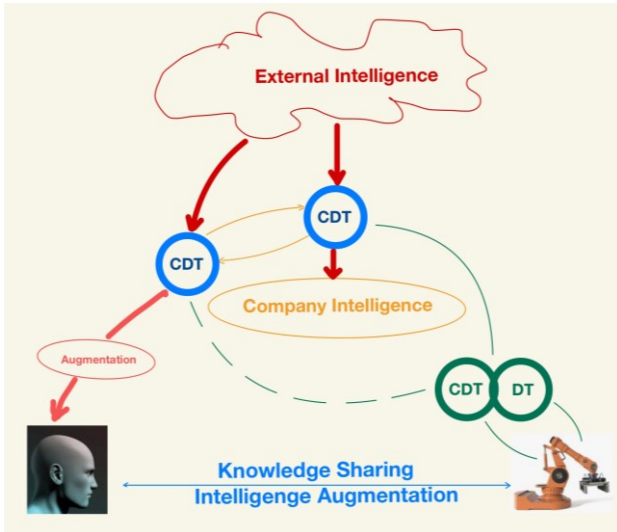 External Intelligence
CDT
CDT
Company Intelligence
Augmentation
CDT
DT
Knowledge Sharing
Intelligenge Augmentation